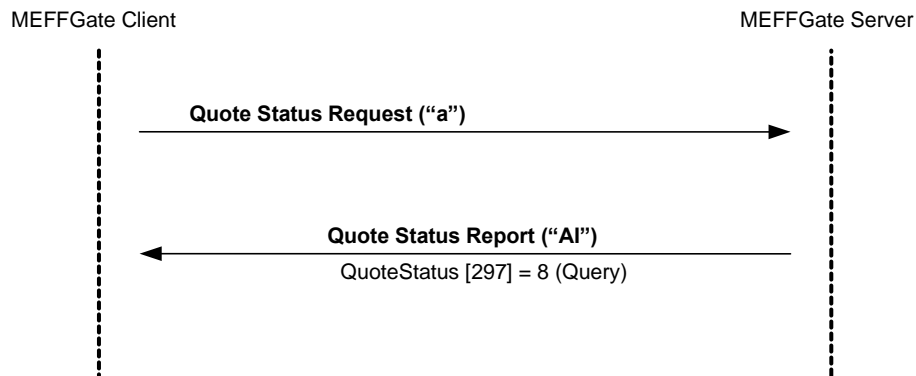 MEFFGate Client
MEFFGate Server
Quote Status Request (“a”)
Quote Status Report (“AI”)
QuoteStatus [297] = 8 (Query)